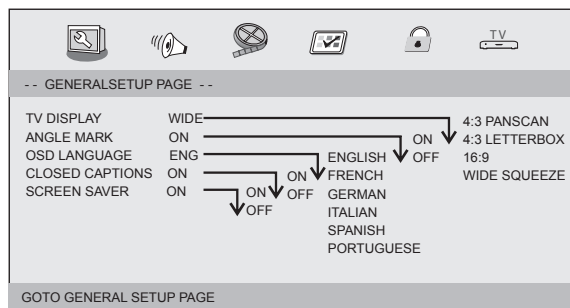 TV
- - GENERALSETUP PAGE - -
TV DISPLAY WIDE 4:3 PANSCAN
ANGLE MARK ON ON 4:3 LETTERBOX
OSD LANGUAGE ENG ENGLISH OFF 16:9
CLOSED CAPTIONS ON ON FRENCH WIDE SQUEEZE
SCREEN SAVER ON ON OFF GERMAN
OFF ITALIAN
SPANISH
PORTUGUESE
GOTO GENERAL SETUP PAGE